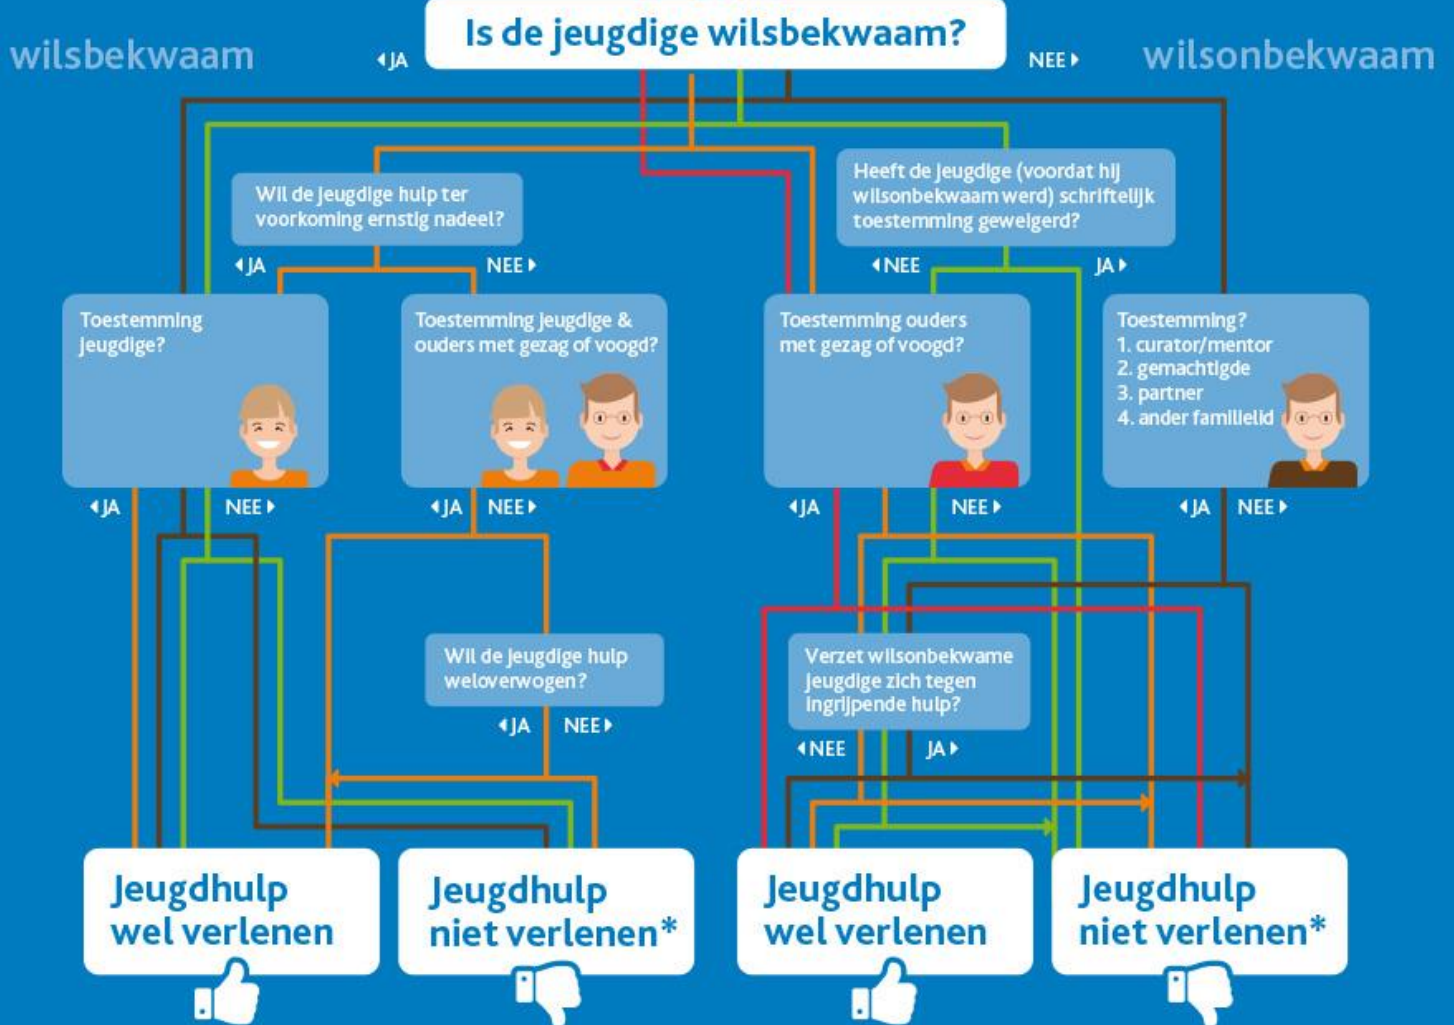 Is de jeugdige wilsbekwaam?
wilsbekwaam
JA
NEE
wilsonbekwaam
Wil de jeugdige hulp ter
voorkoming ernstig nadeel?
JA
NEE
Heeft de jeugdige (voordat hij
wilsonbekwaam werd) schriftelijk
toestemming geweigerd?
NEE
JA
Toestemming
jeugdige?
JA
NEE
Toestemming jeugdige &
ouders met gezag of voogd?
JA
NEE
Toestemming ouders
met gezag of voogd?
JA
NEE
Toestemming?
1. curator/mentor
2. gemachtigde
3. partner
4. ander familielid
JA
NEE
Wil de jeugdige hulp
weloverwogen?
JA
NEE
Verzet wilsonbekwame
jeugdige zich tegen
ingrijpende hulp?
NEE
JA
Jeugdhulp
wel verlenen
Jeugdhulp
niet verlenen*
Jeugdhulp
wel verlenen
Jeugdhulp
niet verlenen*